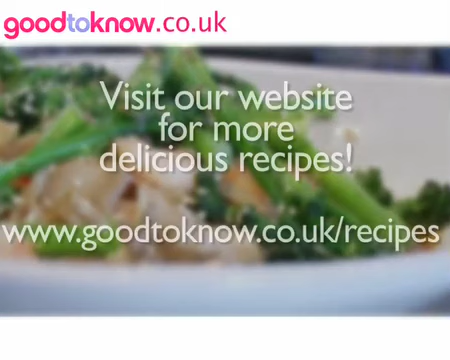 goodtoknow.co.uk
Visit our website
for more
delicious recipes!
www.goodtoknow.co.uk/recipes